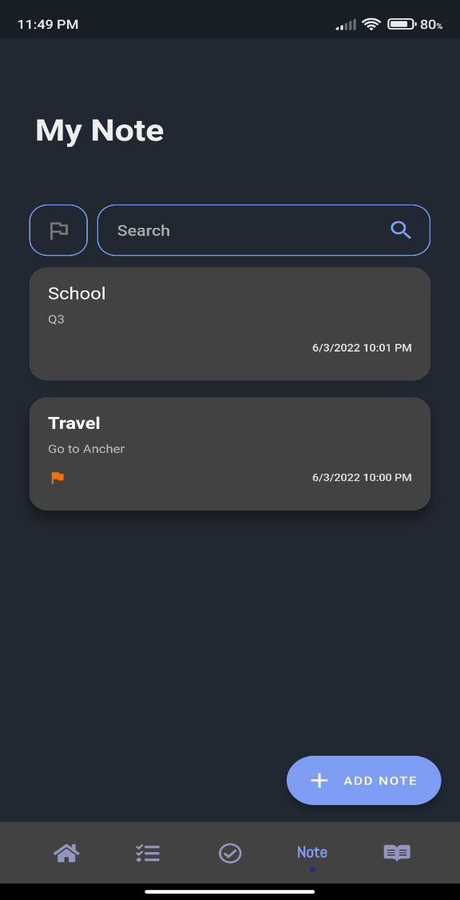 11:49 PM
80%
My Note
Search
School
Q3
6/3/2022 10:01 PM
Travel
Go to Ancher
6/3/2022 10:00 PM
ADD NOTE
Note